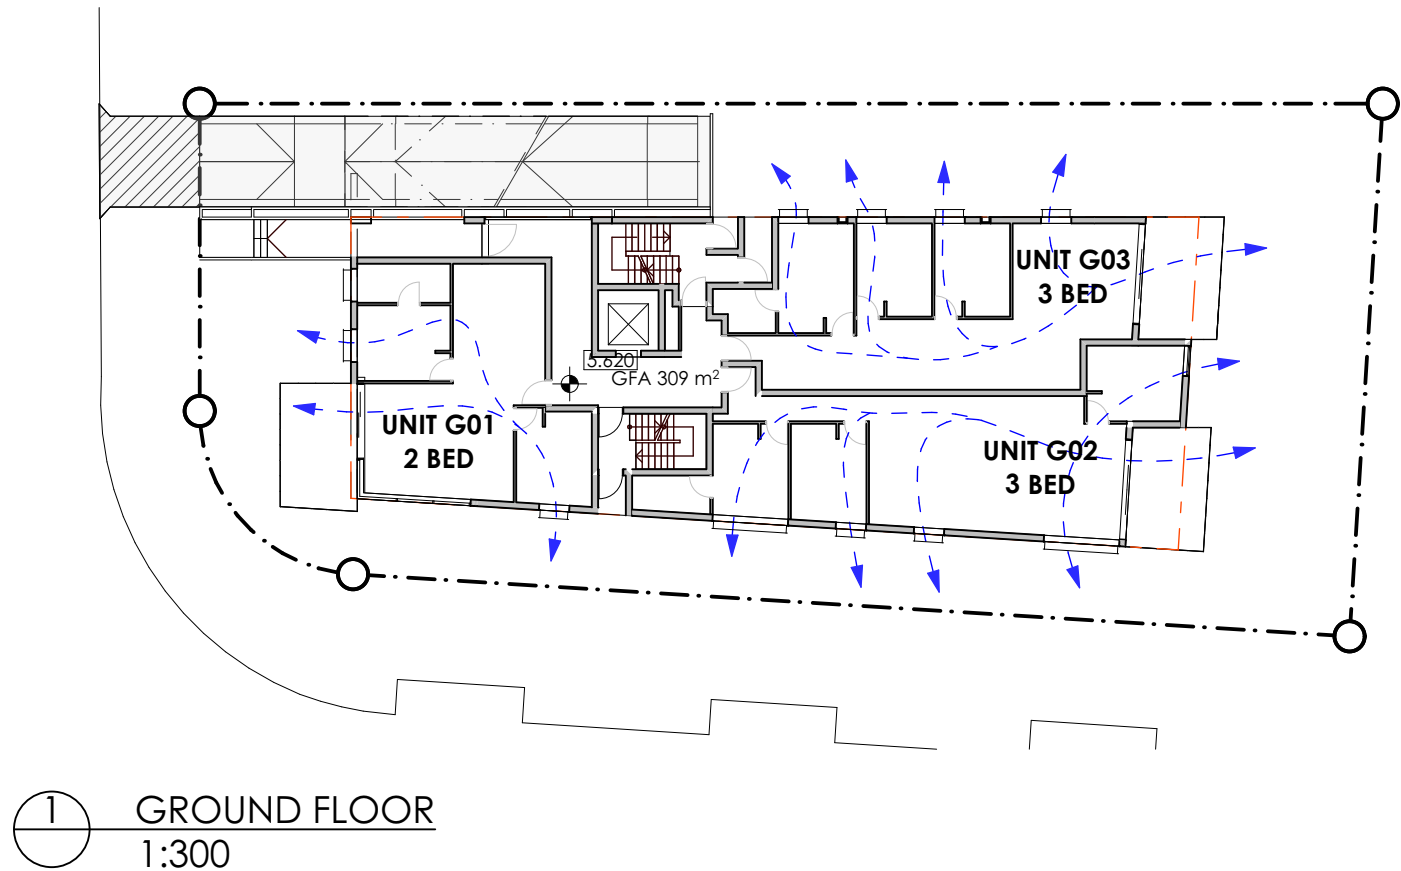 UNIT G03
3 BED
5.620
GFA 309 m²
UNIT G01
2 BED
UNIT G02
3 BED
1 GROUND FLOOR
1:300